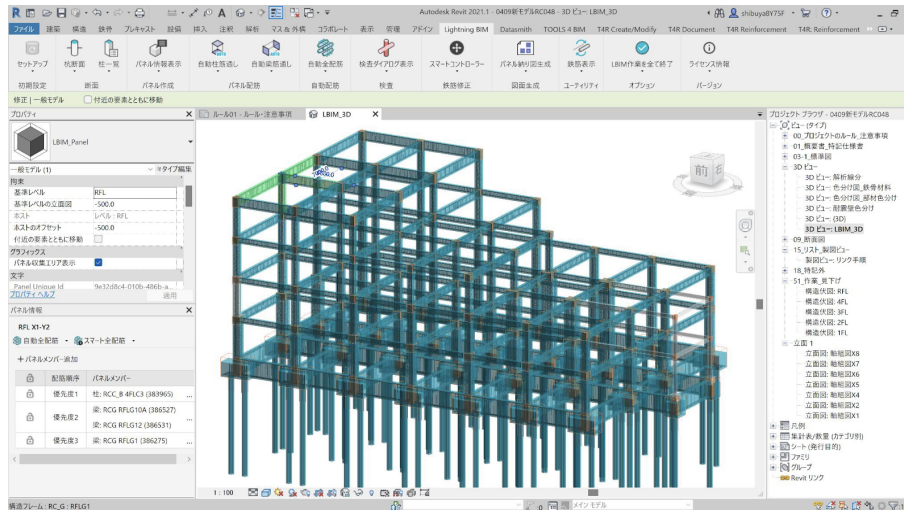 Autodesk Revit 2021.1 - 0409新モデルRC048 - 3D ビュー: LBIM_3D
shibuyaBY75F
ファイル 建築 構造 鉄骨 プレキャスト 設備 挿入 注釈 解析 マス & 外構 コラボレート 表示 管理 アドイン Lightning BIM Datasmith TOOLS 4 BIM T4R Create/Modify T4R Document T4R Reinforcement T4R: Reinforcement
セットアップ 杭断面 柱一覧 パネル情報表示 自動柱筋通し 自動梁筋通し 自動全配筋 検査ダイアログ表示 スマートコントローラー パネル納り図生成 鉄筋表示 LBIM作業を全て終了 ライセンス情報
初期設定 断面 パネル作成 パネル配筋 自動配筋 検査 鉄筋修正 図面生成 ユーティリティ オプション バージョン
修正 | 一般モデル 付近の要素とともに移動
プロパティ
ルール01 - ルール・注意事項
LBIM_3D
LBIM_Panel
一般モデル (1) タイプ編集
拘束
基準レベル RFL
基準レベルの立面図 -500.0
ホスト レベル : RFL
ホストのオフセット -500.0
付近の要素とともに移動
グラフィックス
パネル収集エリア表示
文字
Panel Unique Id 9e32d8c4-010b-486b-a...
プロパティ ヘルプ 適用
パネル情報
RFL X1-Y2
自動全配筋 スマート全配筋
+ パネルメンバー追加
配筋順序 パネルメンバー
優先度1 柱: RCC_B 4FLC3 (383965) ...
優先度2 梁: RCG RFLG10A (386527)
梁: RCG RFLG12 (386531) ...
優先度3 梁: RCG RFLG1 (386275) ...
構造フレーム : RC_G : RFLG1
前
右
1 : 100
:0
メイン モデル
プロジェクト ブラウザ - 0409新モデルRC048
ビュー (タイプ)
00_プロジェクトのルール_注意事項
01_概要書_特記仕様書
03-1_標準図
3D ビュー
3D ビュー: 解析線分
3D ビュー: 色分け図_鉄骨材料
3D ビュー: 色分け図_部材色分け
3D ビュー: 耐震壁色分け
3D ビュー: {3D}
3D ビュー: LBIM_3D
09_断面図
15_リスト_製図ビュー
製図ビュー: リンク手順
18_特記外
51_作業_見下げ
構造伏図: RFL
構造伏図: 4FL
構造伏図: 3FL
構造伏図: 2FL
構造伏図: 1FL
立面 1
立面図: 軸組図X8
立面図: 軸組図X7
立面図: 軸組図X6
立面図: 軸組図X5
立面図: 軸組図X4
立面図: 軸組図X2
立面図: 軸組図X1
凡例
集計表/数量 (カテゴリ別)
シート (発行目的)
ファミリ
グループ
Revit リンク